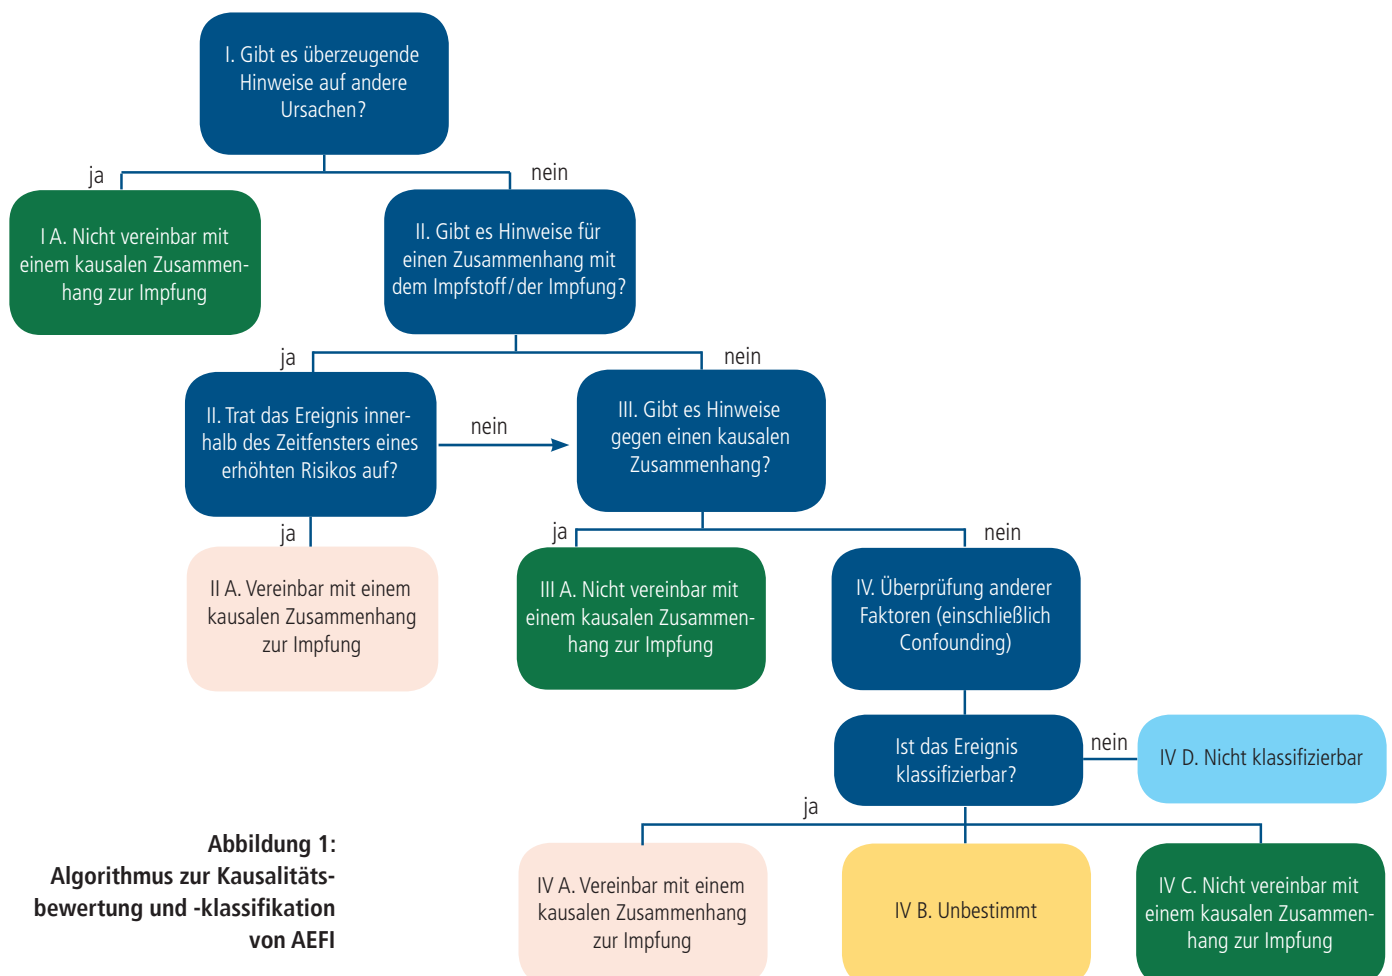 I. Gibt es überzeugende
Hinweise auf andere
Ursachen?
ja
nein
I A. Nicht vereinbar mit
einem kausalen Zusammen-
hang zur Impfung
II. Gibt es Hinweise für
einen Zusammenhang mit
dem Impfstoff/der Impfung?
ja
nein
II. Trat das Ereignis inner-
halb des Zeitfensters eines
erhöhten Risikos auf?
nein
III. Gibt es Hinweise
gegen einen kausalen
Zusammenhang?
ja
ja
nein
II A. Vereinbar mit einem
kausalen Zusammenhang
zur Impfung
III A. Nicht vereinbar mit
einem kausalen Zusammen-
hang zur Impfung
IV. Überprüfung anderer
Faktoren (einschließlich
Confounding)
Ist das Ereignis
klassifizierbar?
nein
IV D. Nicht klassifizierbar
ja
Abbildung 1:
Algorithmus zur Kausalitäts-
bewertung und -klassifikation
von AEFI
IV A. Vereinbar mit einem
kausalen Zusammenhang
zur Impfung
IV B. Unbestimmt
IV C. Nicht vereinbar mit
einem kausalen Zusammen-
hang zur Impfung